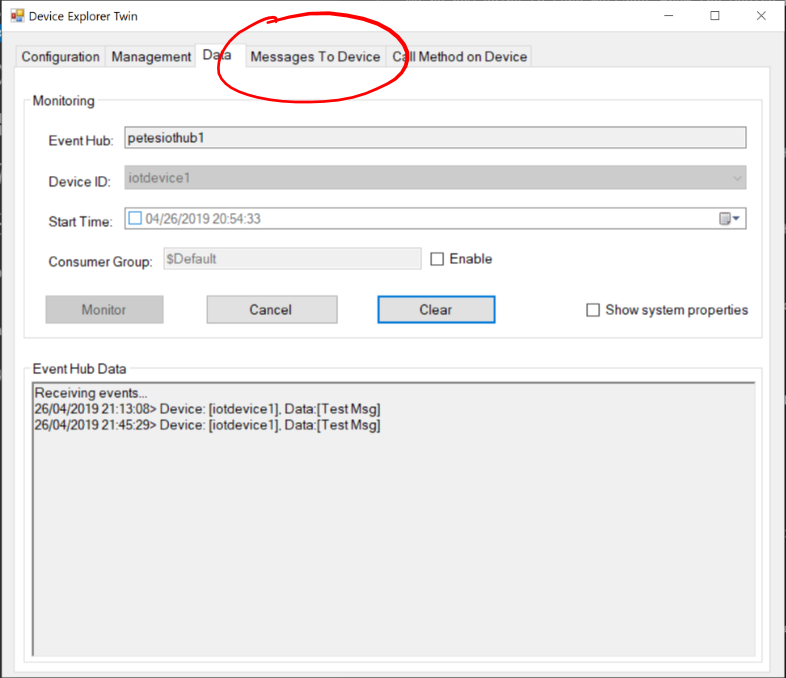 Device Explorer Twin
Configuration Management Data Messages To Device Call Method on Device
Monitoring
Event Hub: petesiothub1
Device ID: iotdevice1
Start Time: 04/26/2019 20:54:33
Consumer Group: $Default Enable
Monitor Cancel Clear Show system properties
Event Hub Data
Receiving events...
26/04/2019 21:13:08> Device: [iotdevice1], Data:[Test Msg]
26/04/2019 21:45:29> Device: [iotdevice1], Data:[Test Msg]